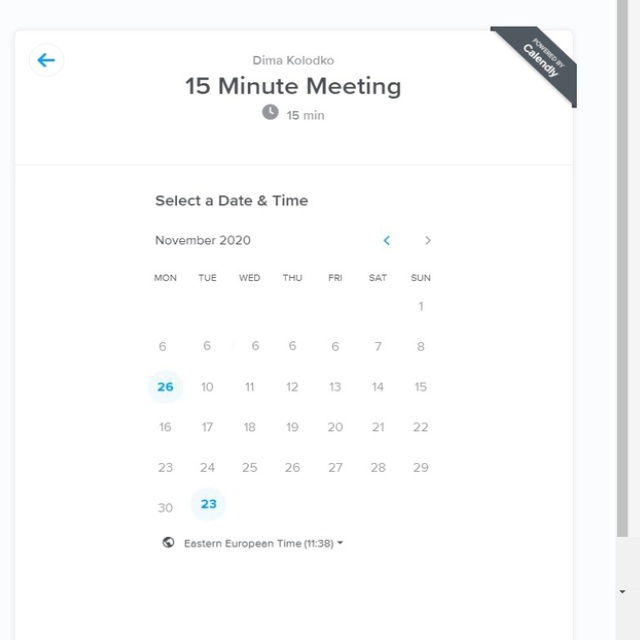 POWERED BY
Calendly
Dima Kolodko
15 Minute Meeting
15 min
Select a Date & Time
November 2020
MON TUE WED THU FRI SAT SUN
1
6 6 6 6 6 7 8
26 10 11 12 13 14 15
16 17 18 19 20 21 22
23 24 25 26 27 28 29
30 23
Eastern European Time (11:38)